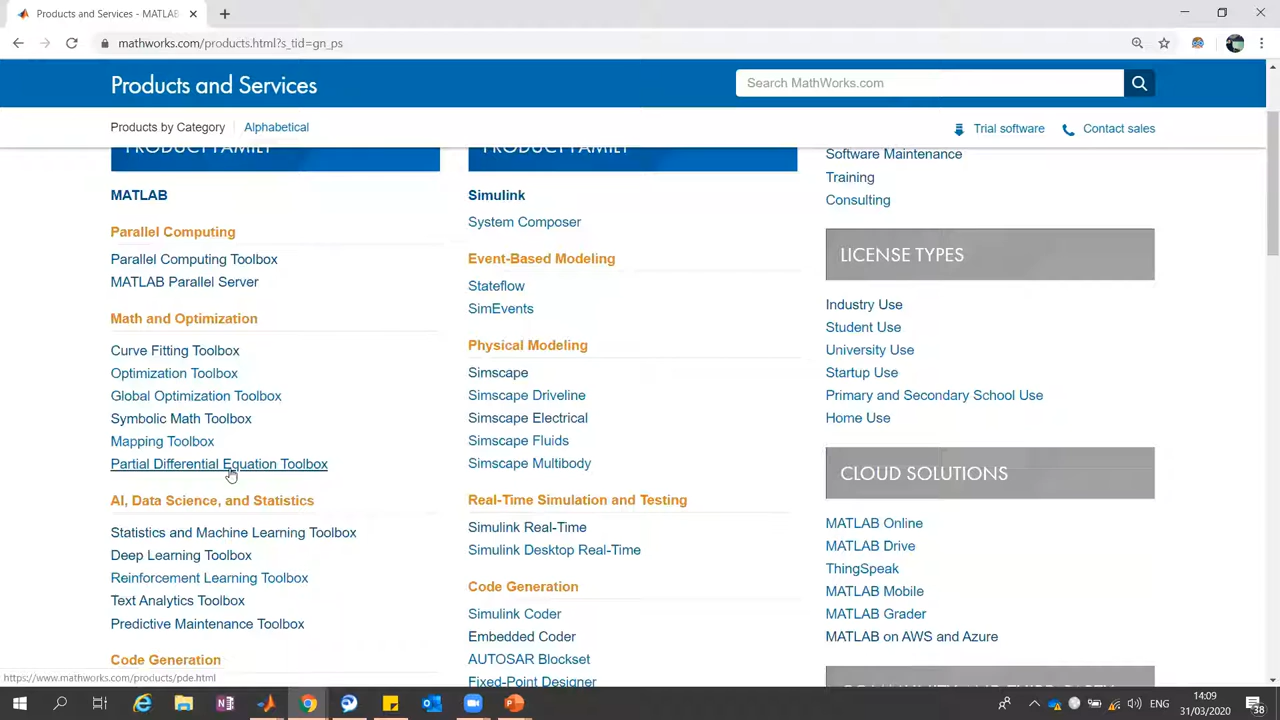 Products and Services - MATLAB
mathworks.com/products.html?s_tid=gn_ps
Products and Services
Search MathWorks.com
Products by Category
Alphabetical
Trial software
Contact sales
PRODUCT FAMILY
MATLAB
Parallel Computing
Parallel Computing Toolbox
MATLAB Parallel Server
Math and Optimization
Curve Fitting Toolbox
Optimization Toolbox
Global Optimization Toolbox
Symbolic Math Toolbox
Mapping Toolbox
Partial Differential Equation Toolbox
AI, Data Science, and Statistics
Statistics and Machine Learning Toolbox
Deep Learning Toolbox
Reinforcement Learning Toolbox
Text Analytics Toolbox
Predictive Maintenance Toolbox
Code Generation
PRODUCT FAMILY
Simulink
System Composer
Event-Based Modeling
Stateflow
SimEvents
Physical Modeling
Simscape
Simscape Driveline
Simscape Electrical
Simscape Fluids
Simscape Multibody
Real-Time Simulation and Testing
Simulink Real-Time
Simulink Desktop Real-Time
Code Generation
Simulink Coder
Embedded Coder
AUTOSAR Blockset
Fixed-Point Designer
Software Maintenance
Training
Consulting
LICENSE TYPES
Industry Use
Student Use
University Use
Startup Use
Primary and Secondary School Use
Home Use
CLOUD SOLUTIONS
MATLAB Online
MATLAB Drive
ThingSpeak
MATLAB Mobile
MATLAB Grader
MATLAB on AWS and Azure
https://www.mathworks.com/products/pde.html
14:09
31/03/2020
38